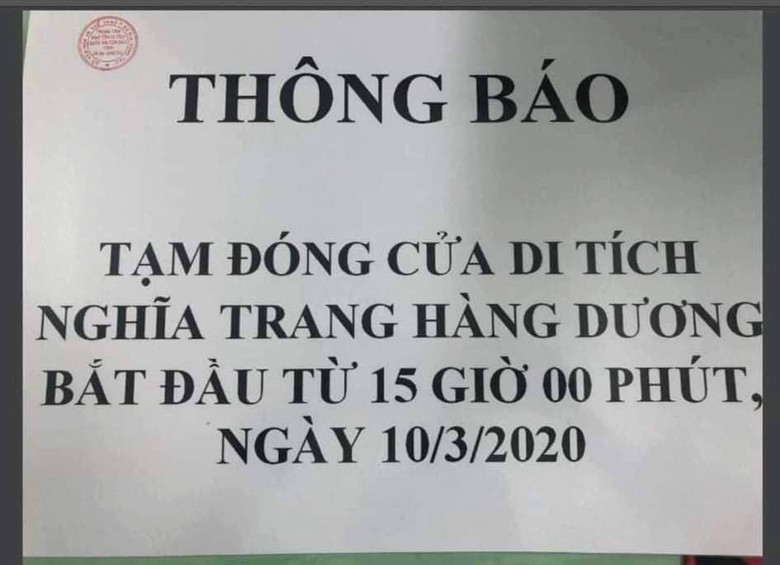 THÔNG BÁO
TẠM ĐÓNG CỬA DI TÍCH
NGHĨA TRANG HÀNG DƯƠNG
BẮT ĐẦU TỪ 15 GIỜ 00 PHÚT,
NGÀY 10/3/2020